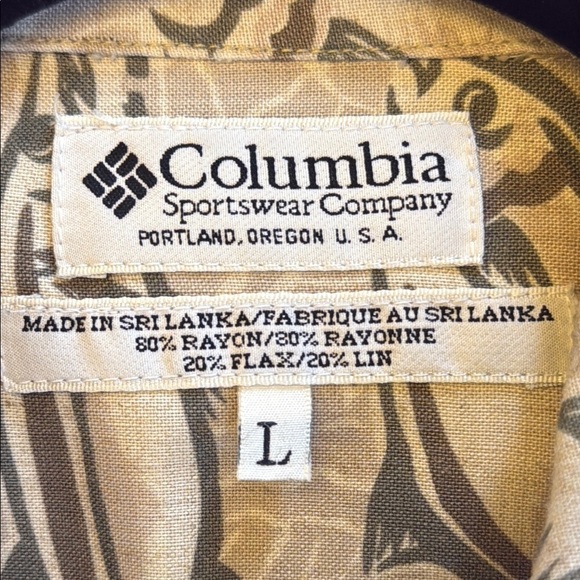 Columbia
Sportswear Company
PORTLAND, OREGON U. S. A.
MADE IN SRI LANKA/FABRIQUE AU SRI LANKA
80% RAYON/80% RAYONNE
20% FLAX/20% LIN
L